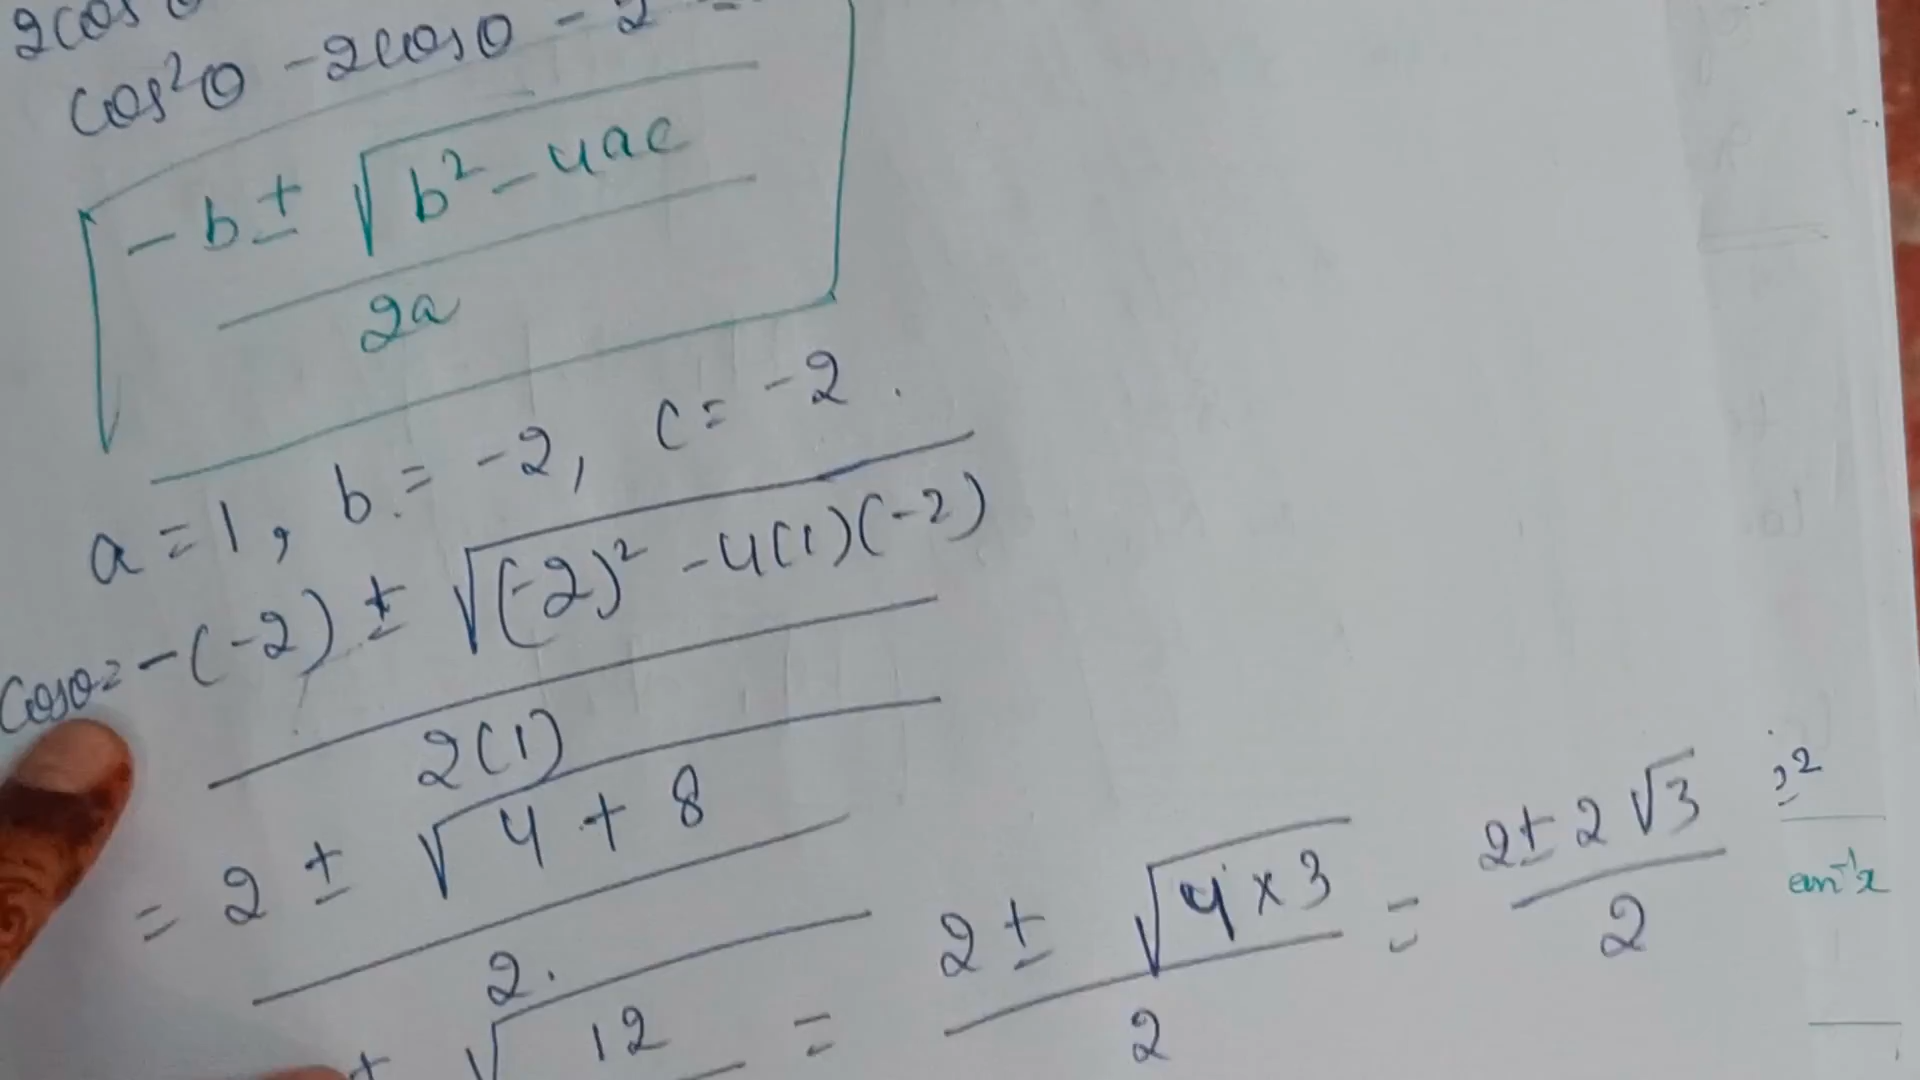 2cos
cos²θ - 2cosθ - 2
-b ± √b² - 4ac
2a
a = 1, b = -2, c = -2.
cosθ = -(-2) ± √(-2)² - 4(1)(-2)
2(1)
= 2 ± √4 + 8
2.
± √12 = 2 ± √4 × 3 = 2 ± 2√3
2 2